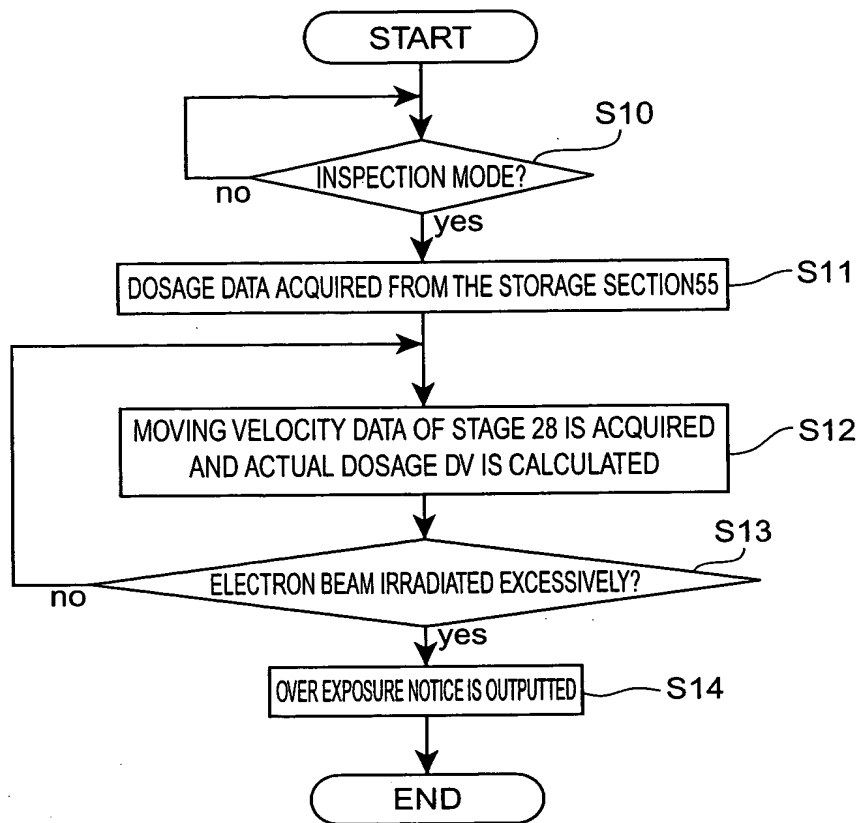 START
S10
INSPECTION MODE?
no
yes
DOSAGE DATA ACQUIRED FROM THE STORAGE SECTION55
S11
MOVING VELOCITY DATA OF STAGE 28 IS ACQUIRED
AND ACTUAL DOSAGE DV IS CALCULATED
S12
S13
ELECTRON BEAM IRRADIATED EXCESSIVELY?
no
yes
OVER EXPOSURE NOTICE IS OUTPUTTED
S14
END